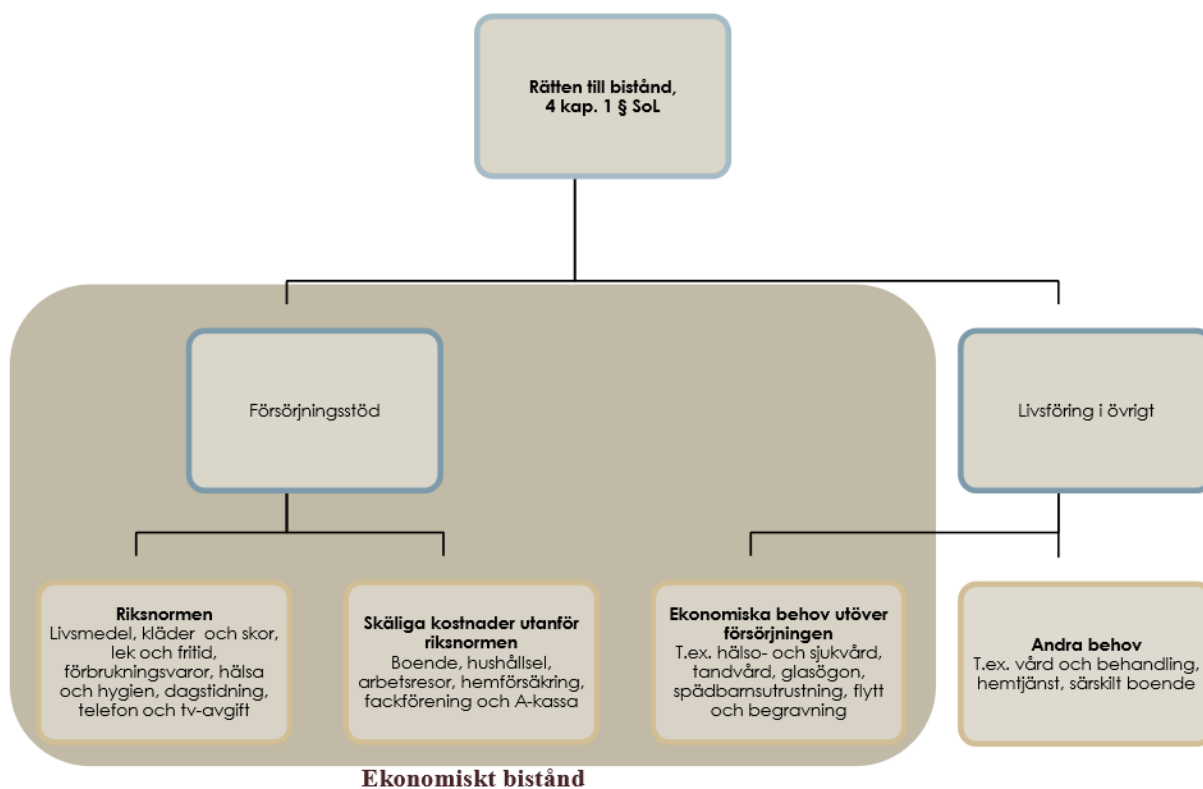 Rätten till bistånd,
4 kap. 1 § SoL
Försörjningsstöd
Livsföring i övrigt
Riksnormen
Livsmedel, kläder och skor,
lek och fritid,
förbrukningsvaror, hälsa
och hygien, dagstidning,
telefon och tv-avgift
Skäliga kostnader utanför
riksnormen
Boende, hushållsel,
arbetsresor, hemförsäkring,
fackförening och A-kassa
Ekonomiska behov utöver
försörjningen
T.ex. hälso- och sjukvård,
tandvård, glasögon,
spädbarnsutrustning, flytt
och begravning
Andra behov
T.ex. vård och behandling,
hemtjänst, särskilt boende
Ekonomiskt bistånd